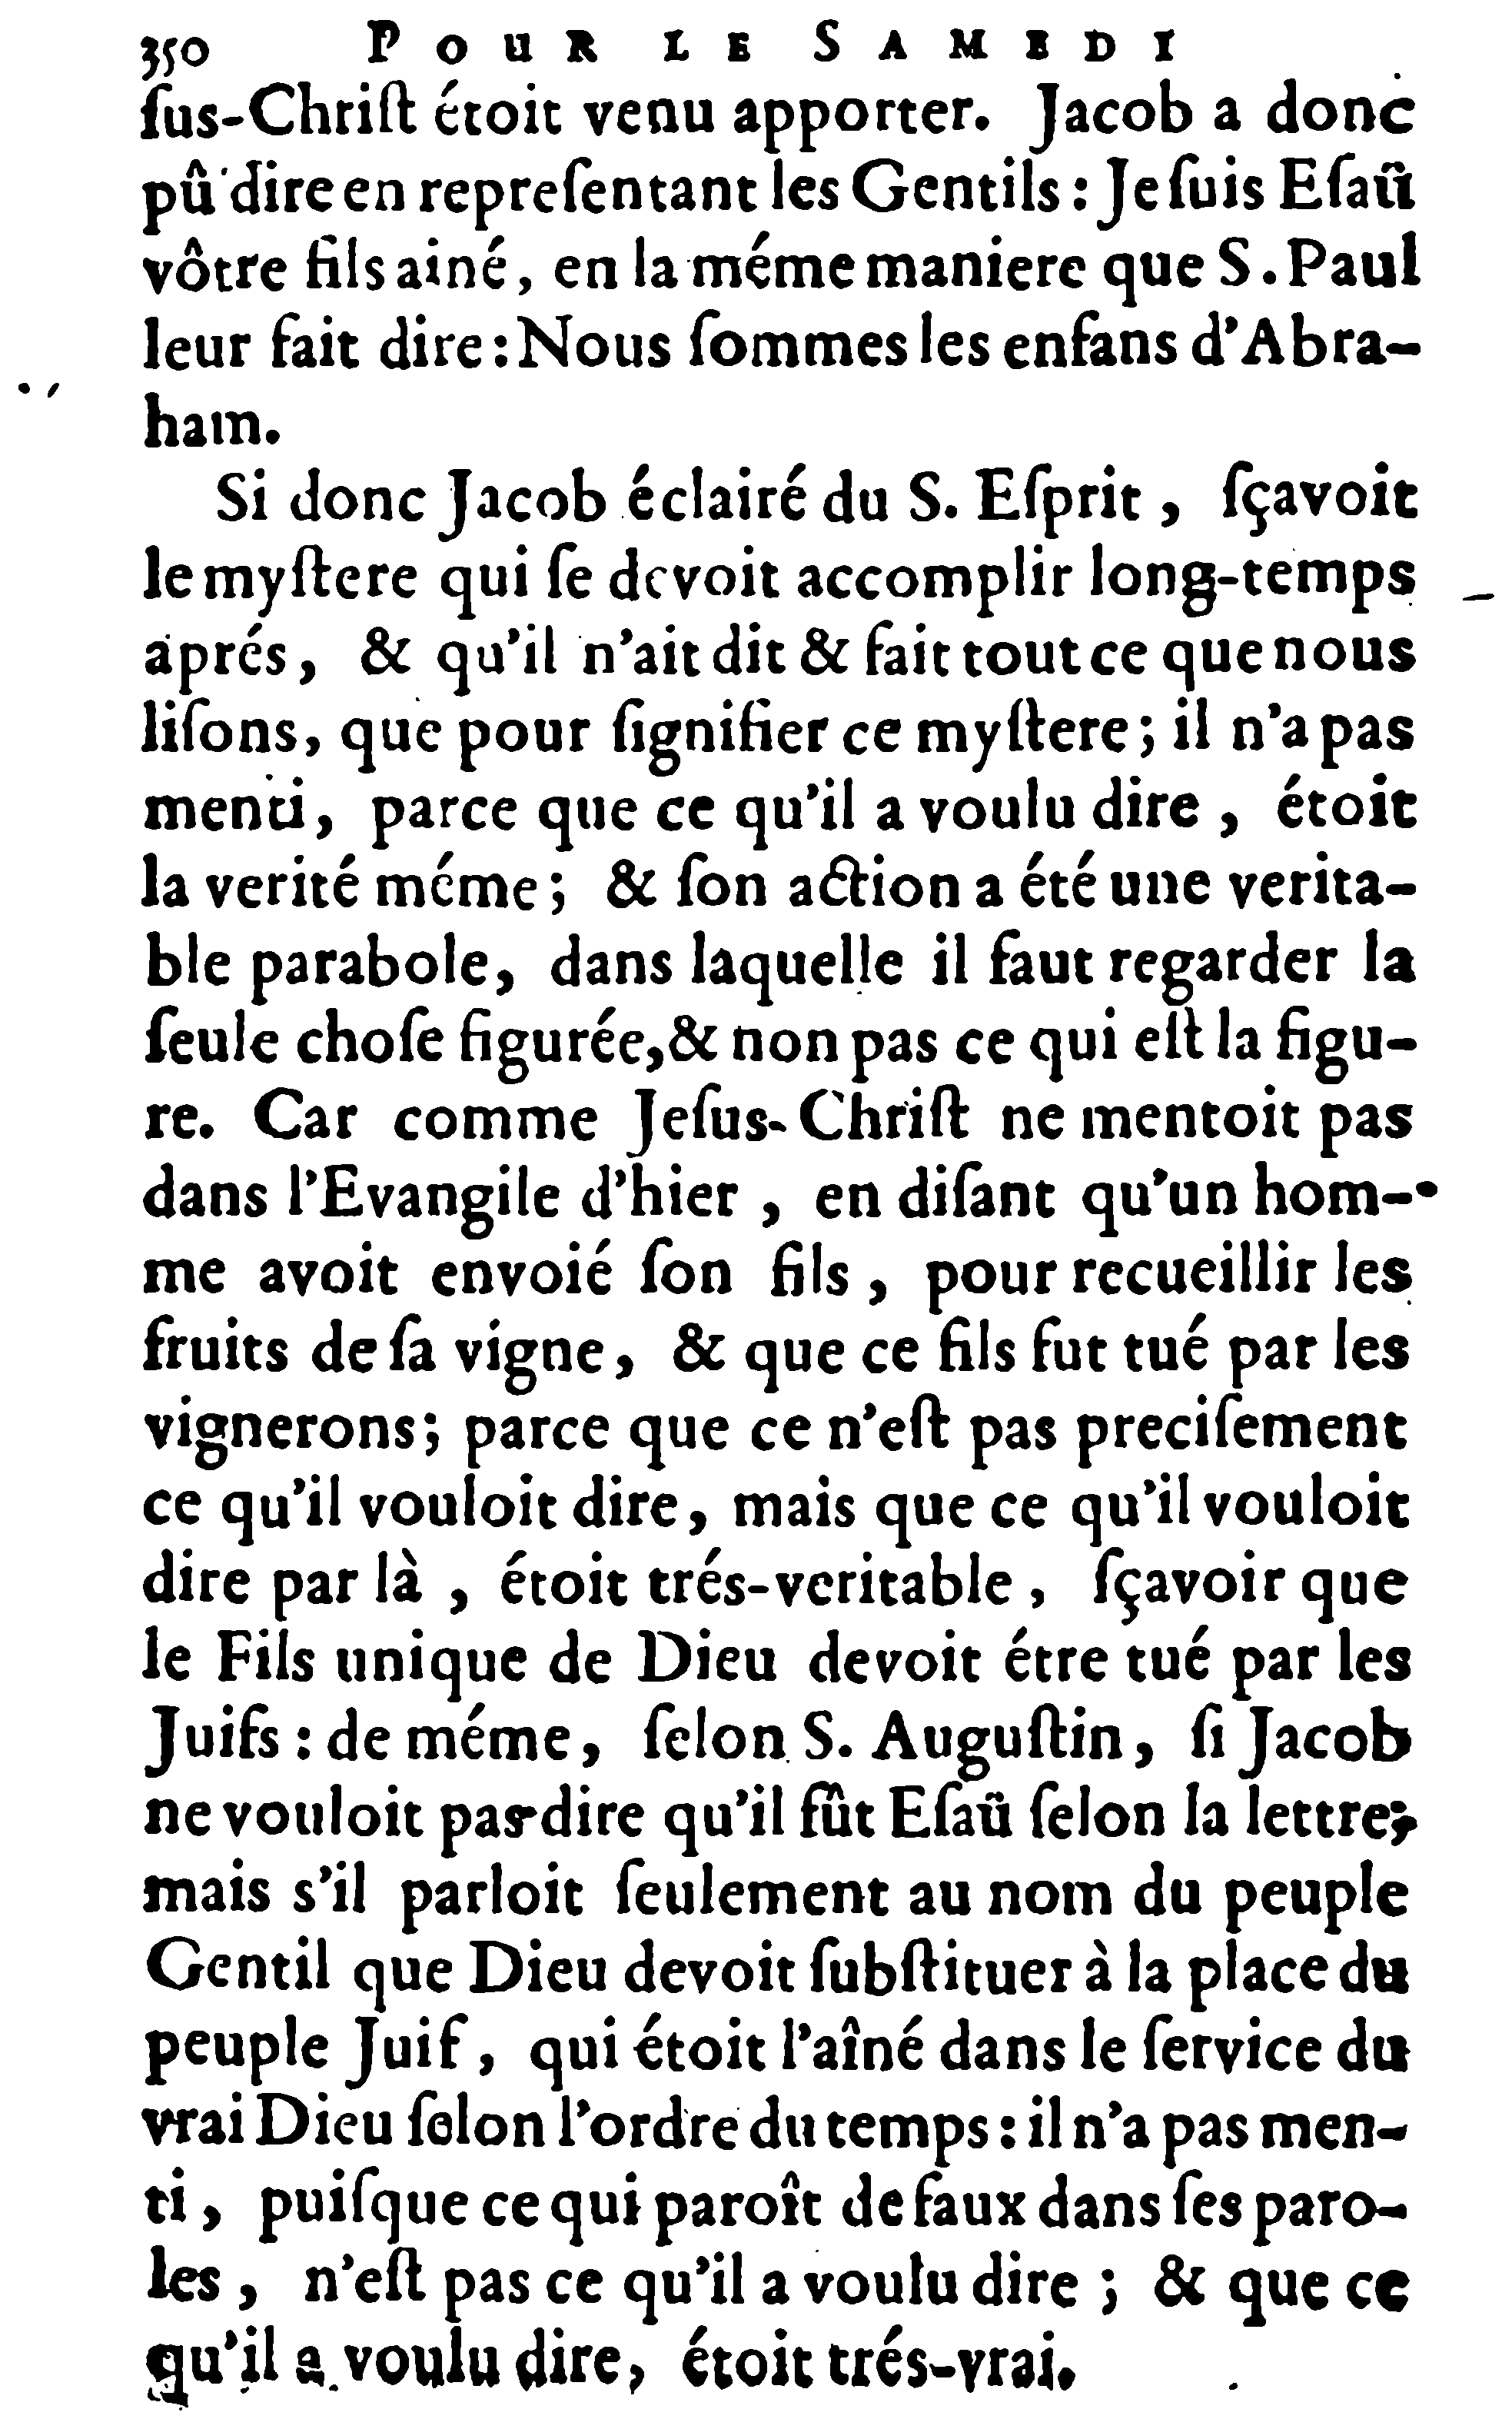 350 POUR LE SAMEDI
ſus-Chriſt étoit venu apporter. Jacob a donc
pû dire en repreſentant les Gentils : Je ſuis Eſaü
vôtre fils ainé, en la méme maniere que S. Paul
leur fait dire : Nous ſommes les enfans d'Abra-
ham.
Si donc Jacob éclairé du S. Eſprit, ſçavoit
le myſtere qui ſe devoit accomplir long-temps
aprés, & qu'il n'ait dit & fait tout ce que nous
liſons, que pour ſignifier ce myſtere ; il n'a pas
menti, parce que ce qu'il a voulu dire, étoit
la verité méme ; & ſon action a été une verita-
ble parabole, dans laquelle il faut regarder la
ſeule choſe figurée, & non pas ce qui eſt la figu-
re. Car comme Jeſus-Chriſt ne mentoit pas
dans l'Evangile d'hier, en diſant qu'un hom-
me avoit envoié ſon fils, pour recueillir les
fruits de ſa vigne, & que ce fils fut tué par les
vignerons ; parce que ce n'eſt pas preciſement
ce qu'il vouloit dire, mais que ce qu'il vouloit
dire par là, étoit trés-veritable, ſçavoir que
le Fils unique de Dieu devoit étre tué par les
Juifs : de méme, ſelon S. Auguſtin, ſi Jacob
ne vouloit pas dire qu'il fût Eſaü ſelon la lettre ;
mais s'il parloit ſeulement au nom du peuple
Gentil que Dieu devoit ſubſtituer à la place du
peuple Juif, qui étoit l'aîné dans le ſervice du
vrai Dieu ſelon l'ordre du temps : il n'a pas men-
ti, puiſque ce qui paroît de faux dans ſes paro-
les, n'eſt pas ce qu'il a voulu dire ; & que ce
qu'il a voulu dire, étoit trés-vrai.